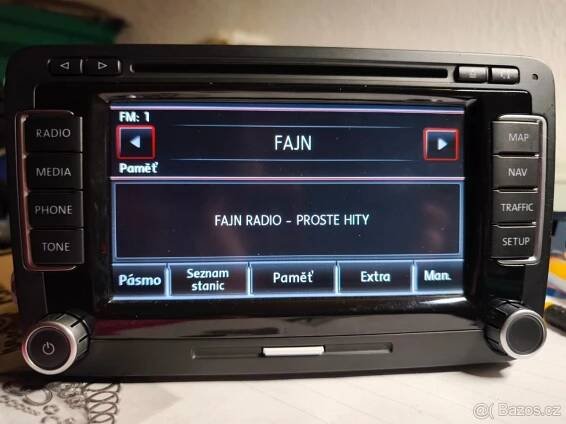 FM: 1
FAJN
Paměť
FAJN RADIO - PROSTE HITY
Pásmo
Seznam stanic
Paměť
Extra
Man.
RADIO
MEDIA
PHONE
TONE
MAP
NAV
TRAFFIC
SETUP
© Bazos.cz